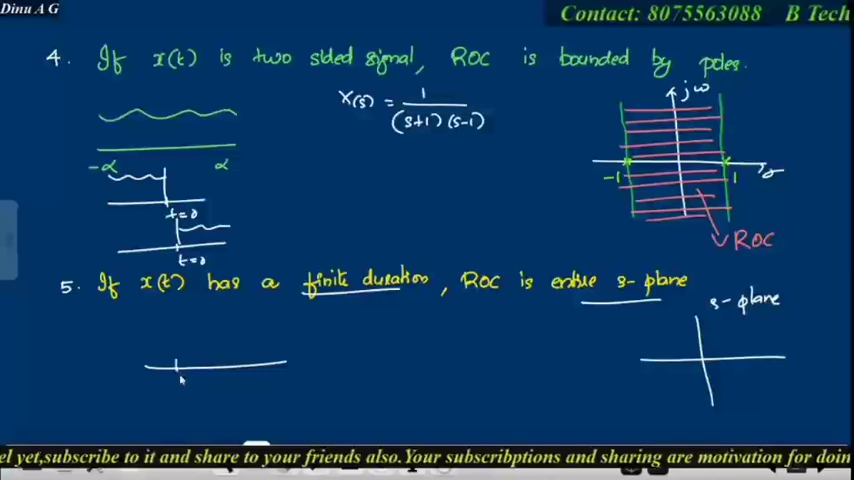 Dinu A G
Contact: 8075563088 B Tech
4. If x(t) is two sided signal, ROC is bounded by poles.
X(s) = 1/(s+1)(s-1)
jω
σ
-α α
-1 1
t=0
t=0
ROC
5. If x(t) has a finite duration, ROC is entire s-plane
s-plane
el yet,subscribe to it and share to your friends also.Your subscribptions and sharing are motivation for doin